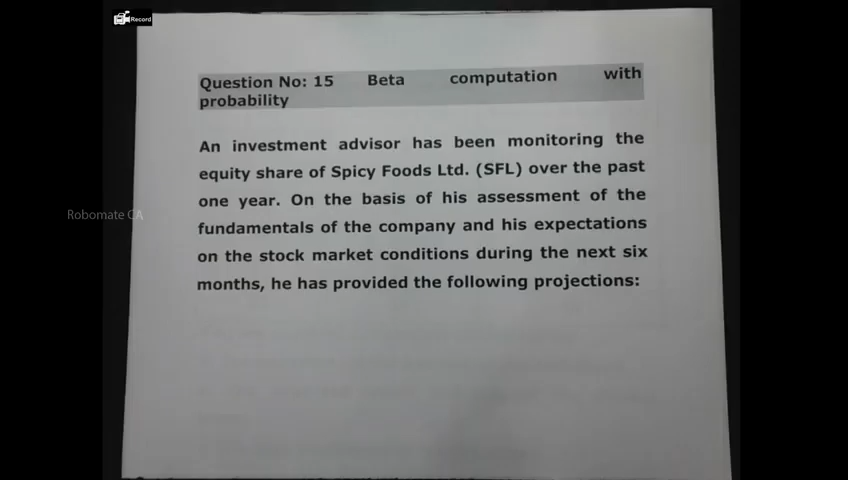 Record
Question No: 15 Beta computation with
probability
An investment advisor has been monitoring the
equity share of Spicy Foods Ltd. (SFL) over the past
one year. On the basis of his assessment of the
fundamentals of the company and his expectations
on the stock market conditions during the next six
months, he has provided the following projections:
Robomate CA